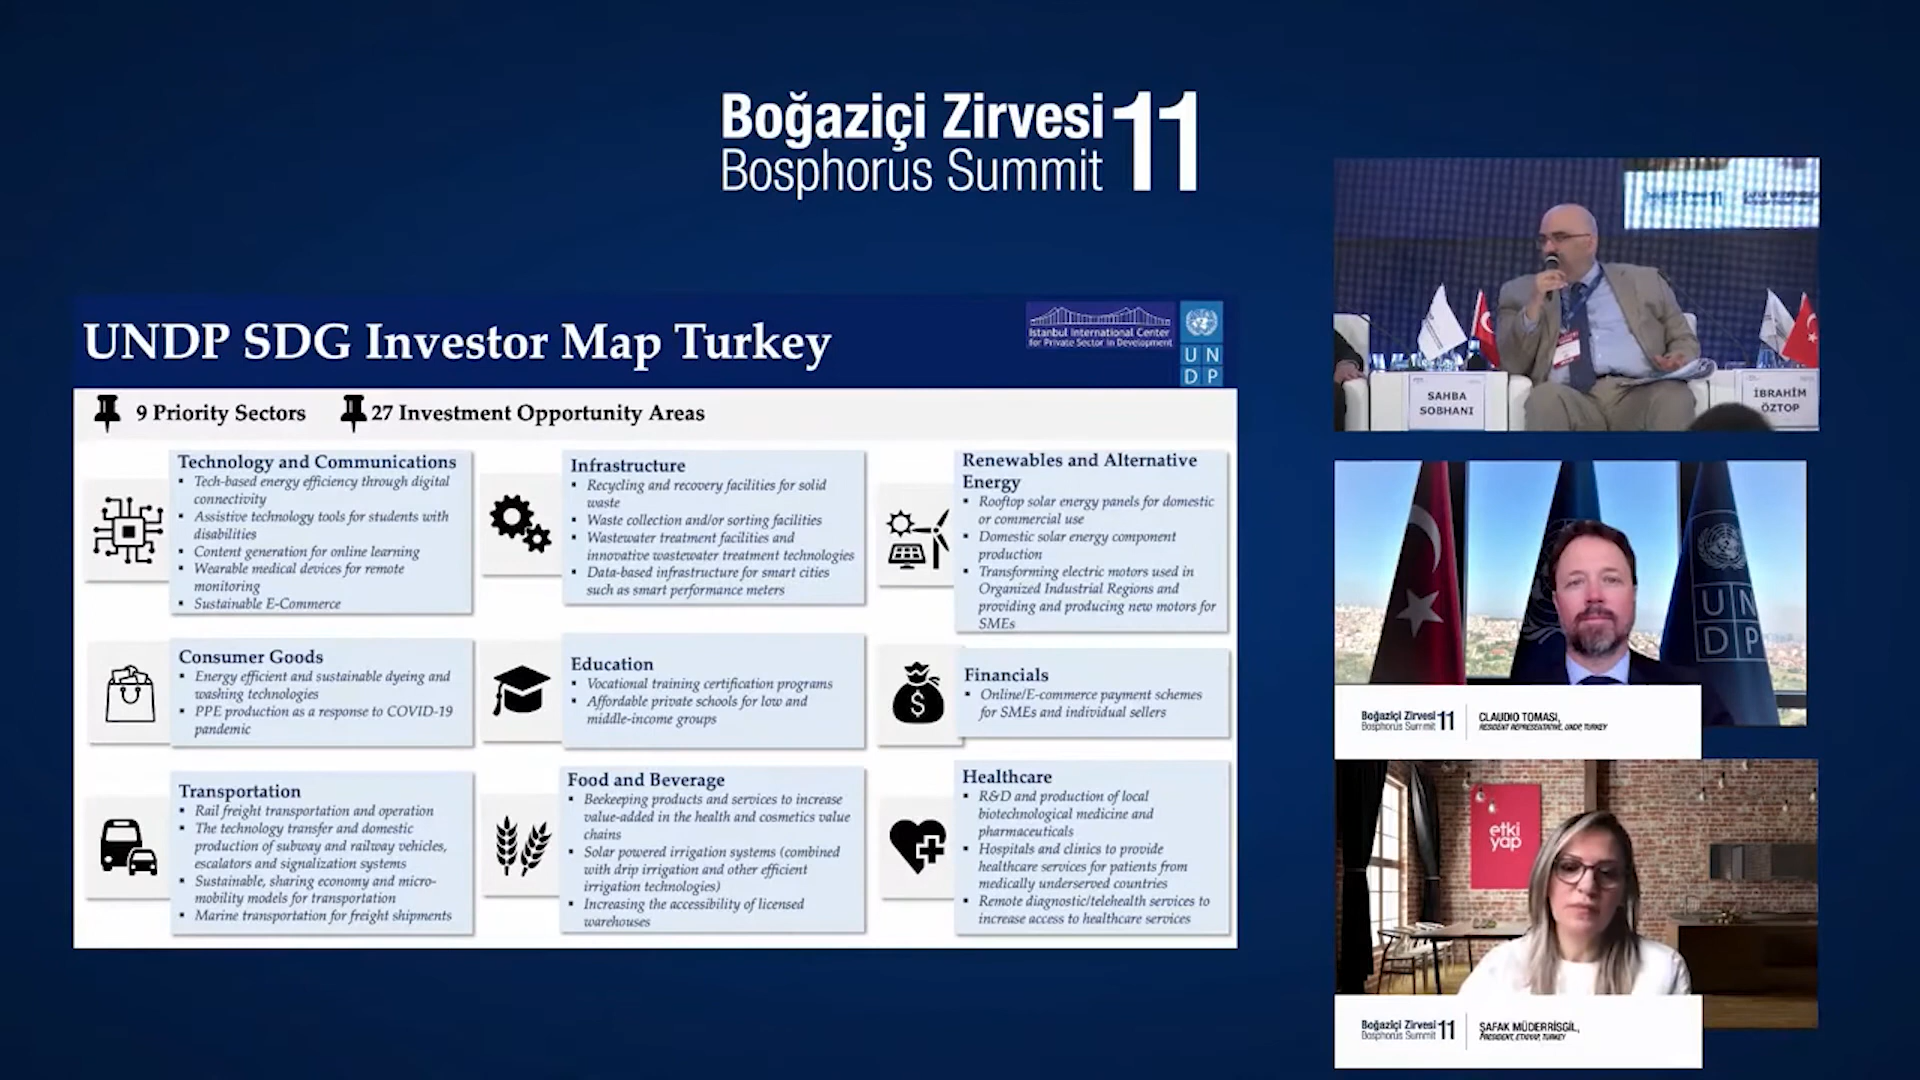 Boğaziçi Zirvesi 11
Bosphorus Summit
UNDP SDG Investor Map Turkey
Istanbul International Center
for Private Sector in Development
U N
D P
9 Priority Sectors
27 Investment Opportunity Areas
Technology and Communications
Tech-based energy efficiency through digital
connectivity
Assistive technology tools for students with
disabilities
Content generation for online learning
Wearable medical devices for remote
monitoring
Sustainable E-Commerce
Infrastructure
Recycling and recovery facilities for solid
waste
Waste collection and/or sorting facilities
Wastewater treatment facilities and
innovative wastewater treatment technologies
Data-based infrastructure for smart cities
such as smart performance meters
Renewables and Alternative
Energy
Rooftop solar energy panels for domestic
or commercial use
Domestic solar energy component
production
Transforming electric motors used in
Organized Industrial Regions and
providing and producing new motors for
SMEs
Consumer Goods
Energy efficient and sustainable dyeing and
washing technologies
PPE production as a response to COVID-19
pandemic
Education
Vocational training certification programs
Affordable private schools for low and
middle-income groups
Financials
Online/E-commerce payment schemes
for SMEs and individual sellers
Transportation
Rail freight transportation and operation
The technology transfer and domestic
production of subway and railway vehicles,
escalators and signalization systems
Sustainable, sharing economy and micro-
mobility models for transportation
Marine transportation for freight shipments
Food and Beverage
Beekeeping products and services to increase
value-added in the health and cosmetics value
chains
Solar powered irrigation systems (combined
with drip irrigation and other efficient
irrigation technologies)
Increasing the accessibility of licensed
warehouses
Healthcare
R&D and production of local
biotechnological medicine and
pharmaceuticals
Hospitals and clinics to provide
healthcare services for patients from
medically underserved countries
Remote diagnostic/telehealth services to
increase access to healthcare services
SAHBA
SOBHANI
İBRAHİM
ÖZTOP
U N
D P
Boğaziçi Zirvesi 11
Bosphorus Summit
CLAUDIO TOMASI,
RESIDENT REPRESENTATIVE, UNDP, TURKEY
etki
yap
Boğaziçi Zirvesi 11
Bosphorus Summit
ŞAFAK MÜDERRİSGİL,
PRESIDENT, ETKIYAP, TURKEY